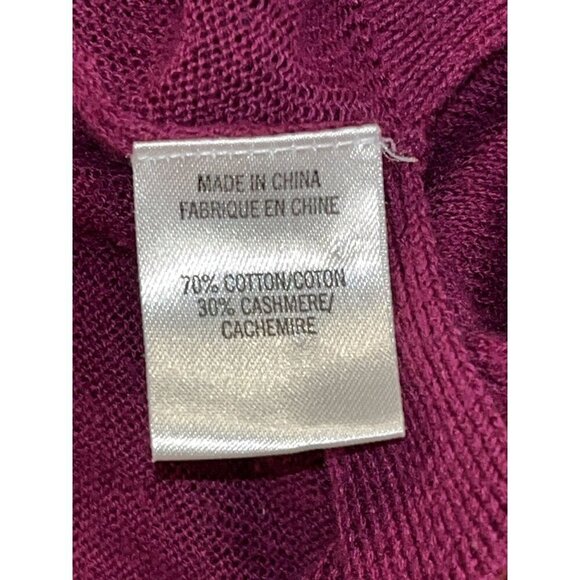 MADE IN CHINA
FABRIQUE EN CHINE
70% COTTON/COTON
30% CASHMERE/
CACHEMIRE